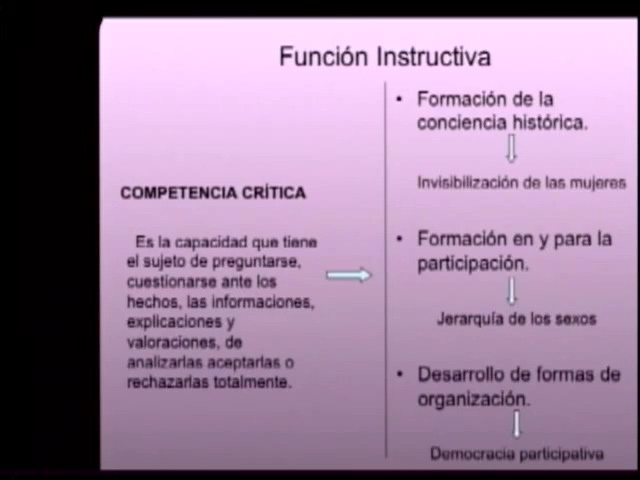 Función Instructiva
COMPETENCIA CRÍTICA
Es la capacidad que tiene
el sujeto de preguntarse,
cuestionarse ante los
hechos, las informaciones,
explicaciones y
valoraciones, de
analizarlas aceptarlas o
rechazarlas totalmente.
• Formación de la
conciencia histórica.
Invisibilización de las mujeres
• Formación en y para la
participación.
Jerarquía de los sexos
• Desarrollo de formas de
organización.
Democracia participativa